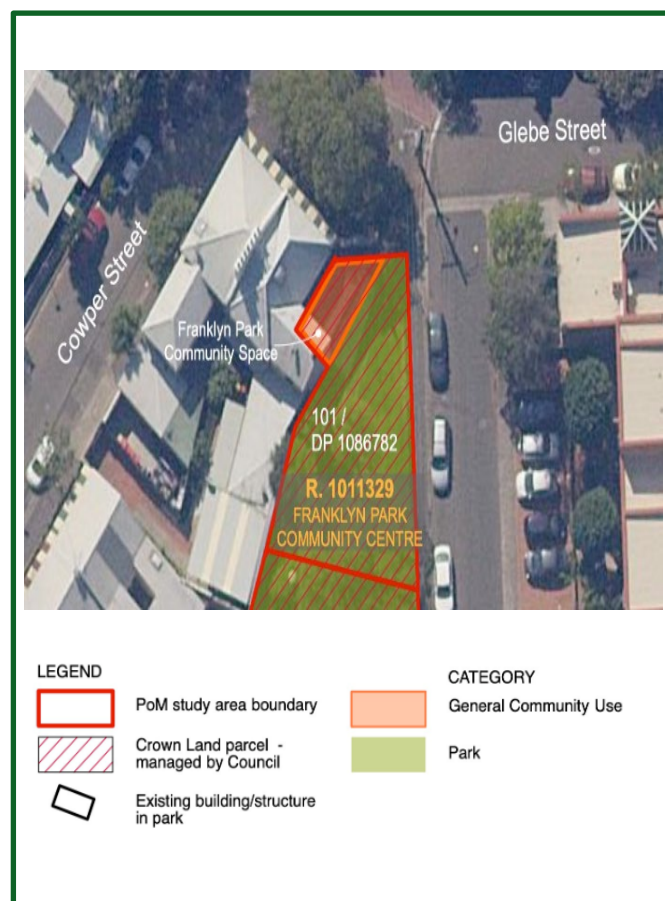 Glebe Street
Cowper Street
Franklyn Park
Community Space
101 /
DP 1086782
R. 1011329
FRANKLYN PARK
COMMUNITY CENTRE
LEGEND
PoM study area boundary
Crown Land parcel -
managed by Council
Existing building/structure
in park
CATEGORY
General Community Use
Park